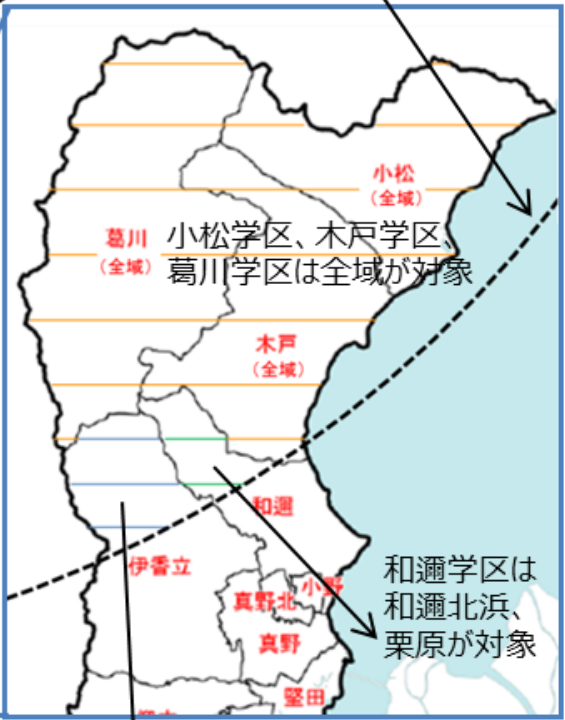 小松
（全域）
葛川
（全域）
小松学区、木戸学区、
葛川学区は全域が対象
木戸
（全域）
和邇
伊香立
小野
真野北
真野
和邇学区は
和邇北浜、
栗原が対象
堅田